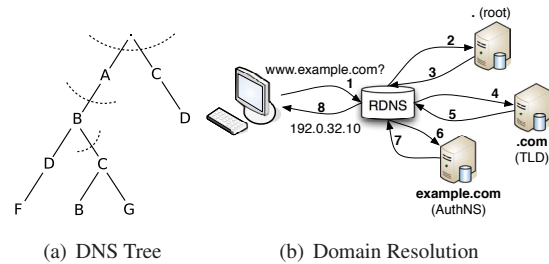 .
A
C
B
D
D
C
F
B
G
(a) DNS Tree
. (root)
2
3
www.example.com?
1
8
192.0.32.10
RDNS
4
5
.com
(TLD)
6
7
example.com
(AuthNS)
(b) Domain Resolution